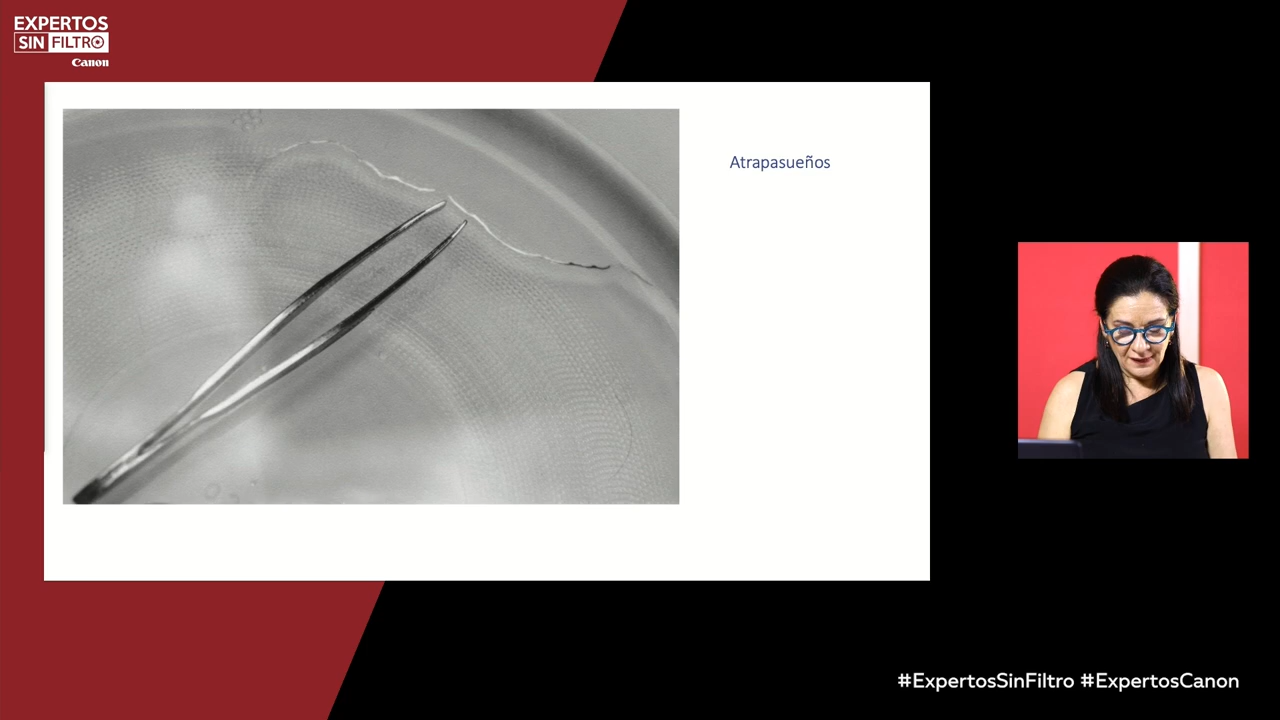 EXPERTOS
SIN FILTRO
Canon
Atrapasueños
#ExpertosSinFiltro #ExpertosCanon